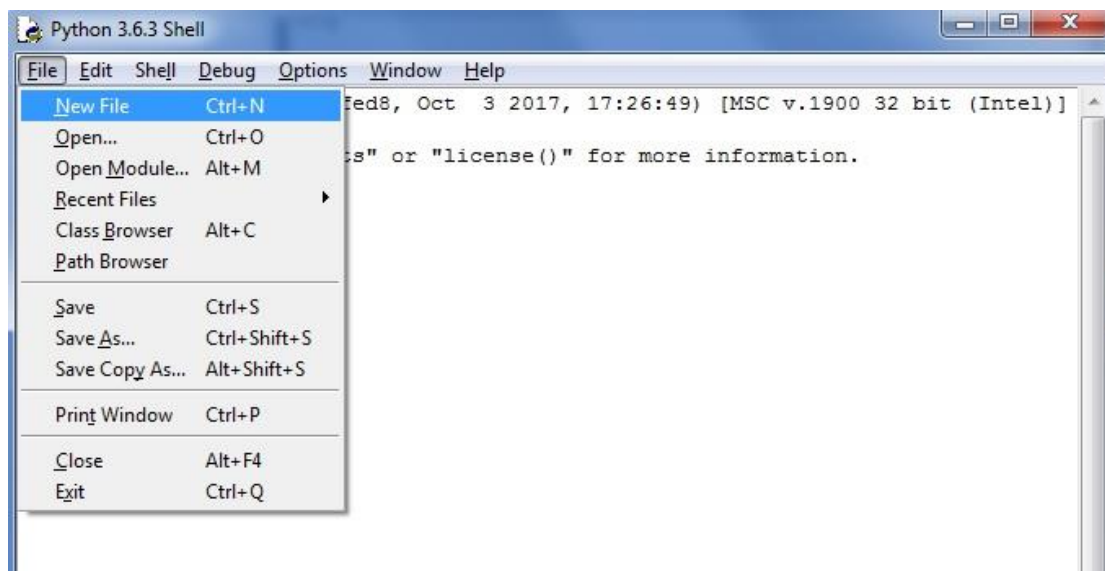 Python 3.6.3 Shell
File Edit Shell Debug Options Window Help
New File Ctrl+N
fed8, Oct 3 2017, 17:26:49) [MSC v.1900 32 bit (Intel)]
Open... Ctrl+O
s" or "license()" for more information.
Open Module... Alt+M
Recent Files
Class Browser Alt+C
Path Browser
Save Ctrl+S
Save As... Ctrl+Shift+S
Save Copy As... Alt+Shift+S
Print Window Ctrl+P
Close Alt+F4
Exit Ctrl+Q